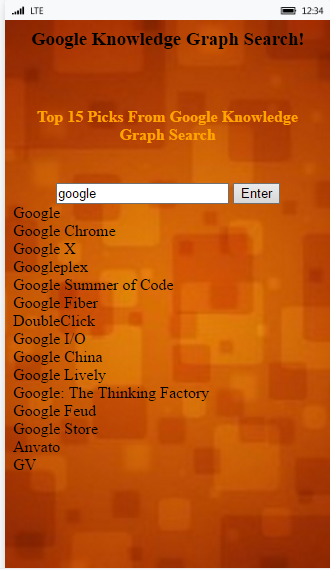 LTE 12:34
Google Knowledge Graph Search!
Top 15 Picks From Google Knowledge
Graph Search
google Enter
Google
Google Chrome
Google X
Googleplex
Google Summer of Code
Google Fiber
DoubleClick
Google I/O
Google China
Google Lively
Google: The Thinking Factory
Google Feud
Google Store
Anvato
GV